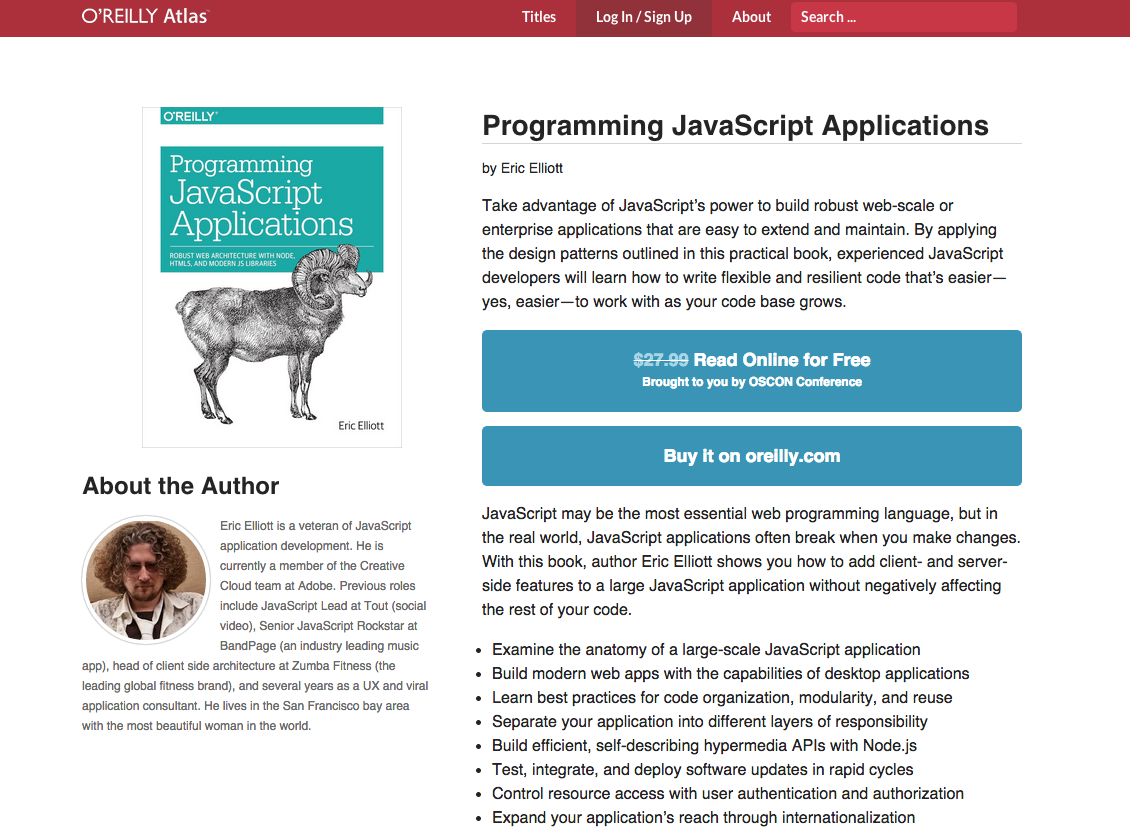 O'REILLY Atlas™
Titles
Log In / Sign Up
About
Search ...
O'REILLY®
Programming
JavaScript
Applications
ROBUST WEB ARCHITECTURE WITH NODE,
HTML5, AND MODERN JS LIBRARIES
Eric Elliott
About the Author
Eric Elliott is a veteran of JavaScript
application development. He is
currently a member of the Creative
Cloud team at Adobe. Previous roles
include JavaScript Lead at Tout (social
video), Senior JavaScript Rockstar at
BandPage (an industry leading music
app), head of client side architecture at Zumba Fitness (the
leading global fitness brand), and several years as a UX and viral
application consultant. He lives in the San Francisco bay area
with the most beautiful woman in the world.
Programming JavaScript Applications
by Eric Elliott
Take advantage of JavaScript’s power to build robust web-scale or
enterprise applications that are easy to extend and maintain. By applying
the design patterns outlined in this practical book, experienced JavaScript
developers will learn how to write flexible and resilient code that’s easier—
yes, easier—to work with as your code base grows.
$27.99 Read Online for Free
Brought to you by OSCON Conference
Buy it on oreilly.com
JavaScript may be the most essential web programming language, but in
the real world, JavaScript applications often break when you make changes.
With this book, author Eric Elliott shows you how to add client- and server-
side features to a large JavaScript application without negatively affecting
the rest of your code.
• Examine the anatomy of a large-scale JavaScript application
• Build modern web apps with the capabilities of desktop applications
• Learn best practices for code organization, modularity, and reuse
• Separate your application into different layers of responsibility
• Build efficient, self-describing hypermedia APIs with Node.js
• Test, integrate, and deploy software updates in rapid cycles
• Control resource access with user authentication and authorization
• Expand your application’s reach through internationalization